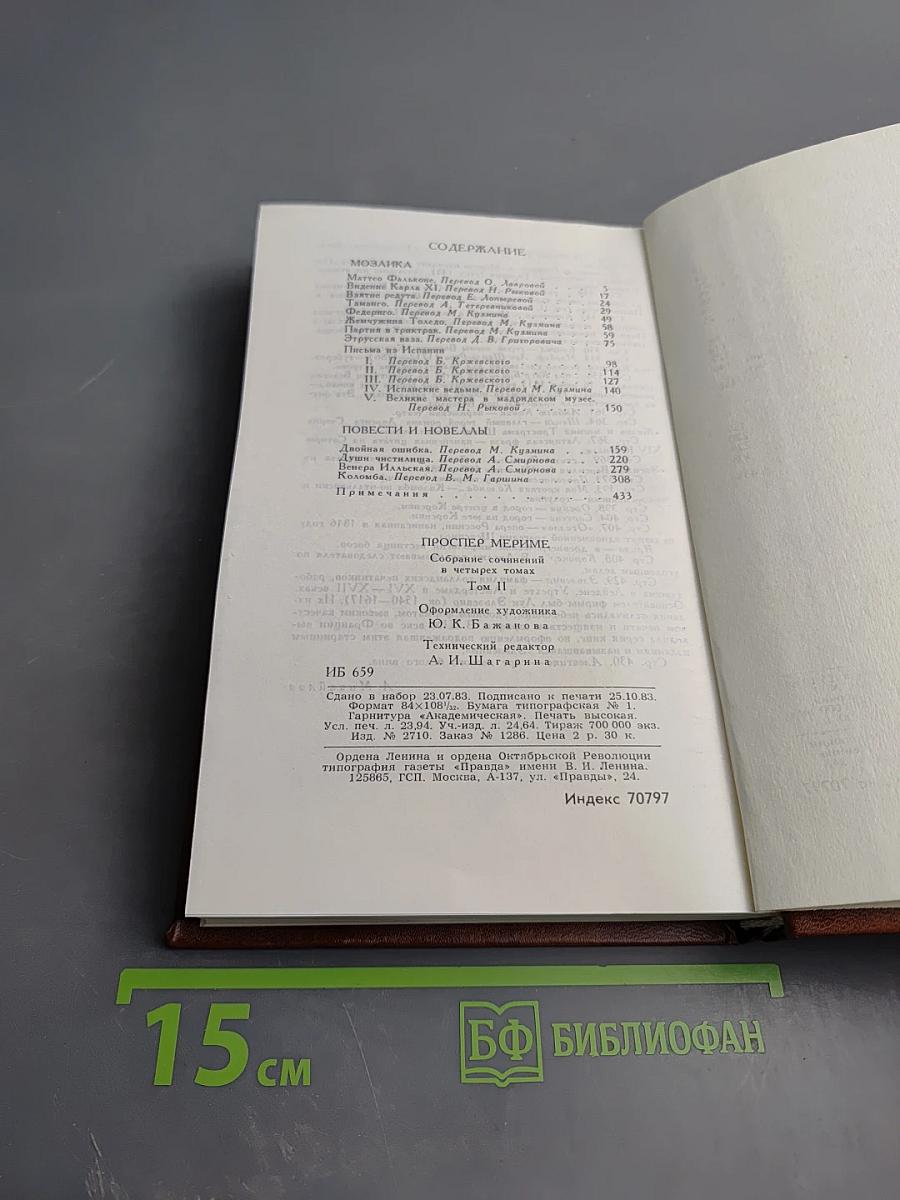 СОДЕРЖАНИЕ
МОЗАИКА
Маттео Фальконе. Перевод О. Лавровой . . . 5
Видение Карла XI. Перевод Н. Рыковой . . . 17
Взятие редута. Перевод Е. Лопыревой . . . 24
Таманго. Перевод А. Тетеревниковой . . . 29
Федериго. Перевод М. Кузмина . . . 49
Жемчужина Толедо. Перевод М. Кузмина . . . 58
Партия в триктрак. Перевод М. Кузмина . . . 59
Этрусская ваза. Перевод Д. В. Григоровича . . . 75
Письма из Испании
I. Перевод Б. Кржевского . . . 98
II. Перевод Б. Кржевского . . . 114
III. Перевод Б. Кржевского . . . 127
IV. Испанские ведьмы. Перевод М. Кузмина 140
V. Великие мастера в мадридском музее.
Перевод Н. Рыковой . . . 150
ПОВЕСТИ И НОВЕЛЛЫ
Двойная ошибка. Перевод М. Кузмина . . . 159
Души чистилища. Перевод А. Смирнова . . . 220
Венера Илльская. Перевод А. Смирнова . . . 279
Коломба. Перевод В. М. Гаршина . . . 308
Примечания . . . 433
ПРОСПЕР МЕРИМЕ
Собрание сочинений
в четырех томах
Том II
Оформление художника
Ю. К. Бажанова
Технический редактор
А. И. Шагарина
ИБ 659
Сдано в набор 23.07.83. Подписано к печати 25.10.83.
Формат 84×108¹/₃₂. Бумага типографская № 1.
Гарнитура «Академическая». Печать высокая.
Усл. печ. л. 23,94. Уч.-изд. л. 24,64. Тираж 700 000 экз.
Изд. № 2710. Заказ № 1286. Цена 2 р. 30 к.
Ордена Ленина и ордена Октябрьской Революции
типография газеты «Правда» имени В. И. Ленина.
125865, ГСП. Москва, А-137, ул. «Правды», 24.
Индекс 70797
15 см
БФ БИБЛИОФАН